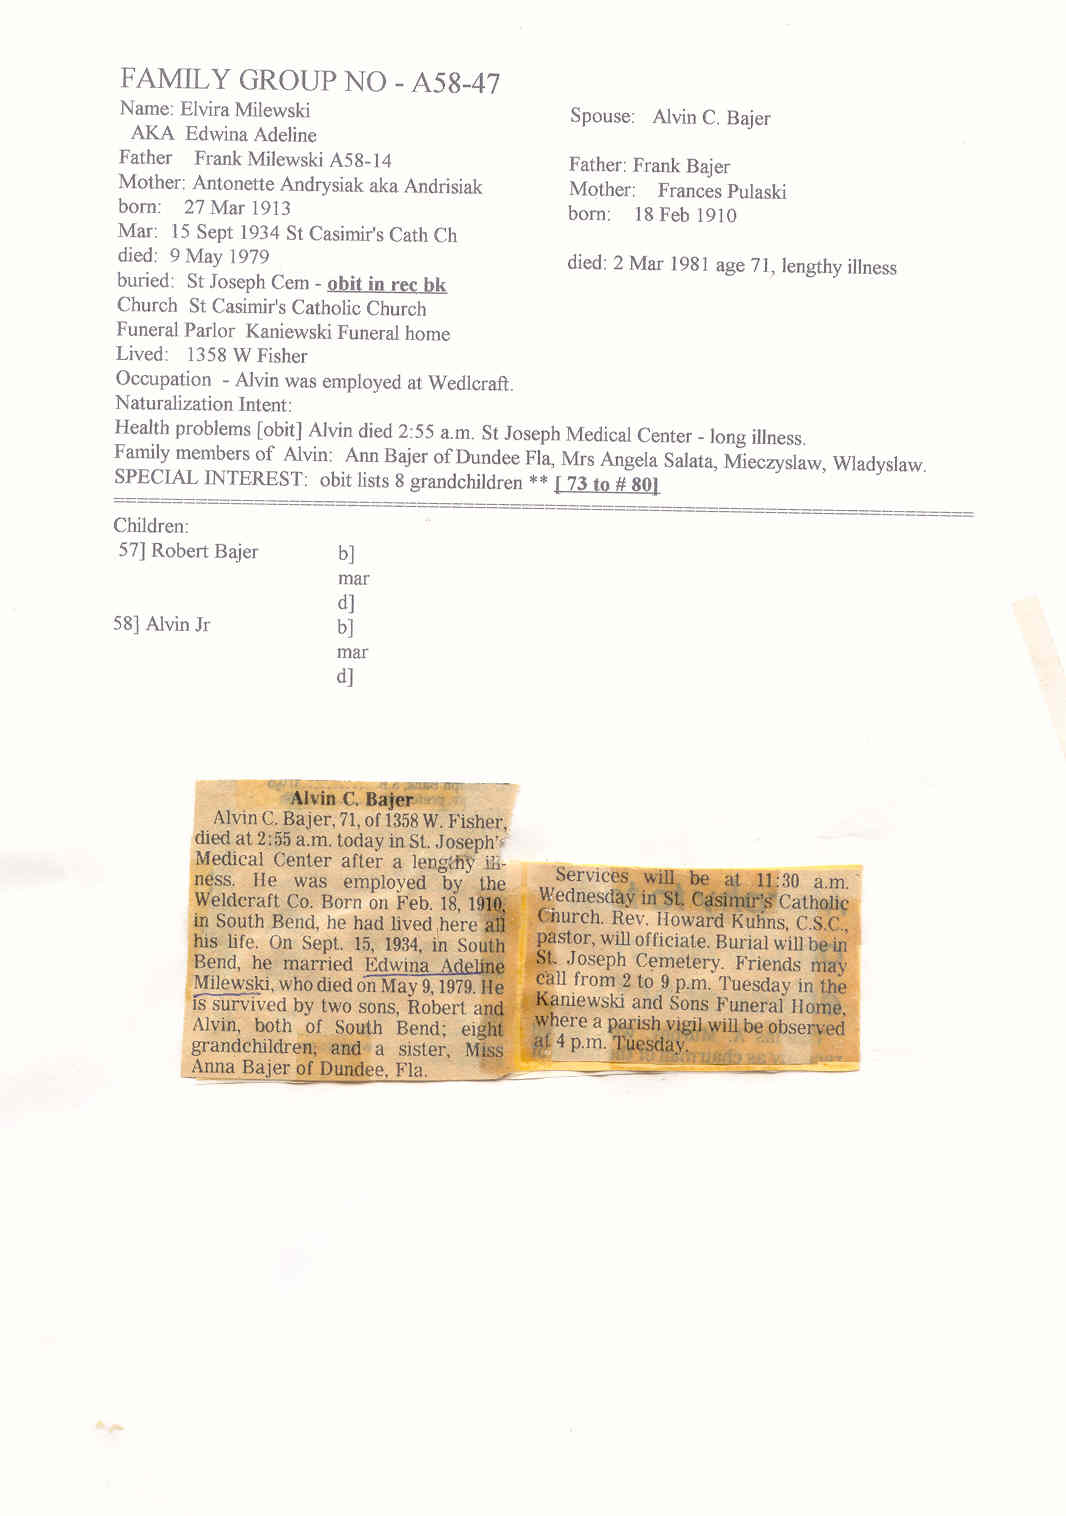 FAMILY GROUP NO - A58-47
Name: Elvira Milewski
AKA Edwina Adeline
Father Frank Milewski A58-14
Mother: Antonette Andrysiak aka Andrisiak
born: 27 Mar 1913
Mar: 15 Sept 1934 St Casimir's Cath Ch
died: 9 May 1979
buried: St Joseph Cem - obit in rec bk
Church St Casimir's Catholic Church
Funeral Parlor Kaniewski Funeral home
Lived: 1358 W Fisher
Spouse: Alvin C. Bajer
Father: Frank Bajer
Mother: Frances Pulaski
born: 18 Feb 1910
died: 2 Mar 1981 age 71, lengthy illness
Occupation - Alvin was employed at Wedlcraft.
Naturalization Intent:
Health problems [obit] Alvin died 2:55 a.m. St Joseph Medical Center - long illness.
Family members of Alvin: Ann Bajer of Dundee Fla, Mrs Angela Salata, Mieczyslaw, Wladyslaw.
SPECIAL INTEREST: obit lists 8 grandchildren ** [ 73 to # 80]
Children:
57] Robert Bajer b]
mar
d]
58] Alvin Jr b]
mar
d]
Alvin C. Bajer
Alvin C. Bajer, 71, of 1358 W. Fisher,
died at 2:55 a.m. today in St. Joseph's
Medical Center after a lengthy ill-
ness. He was employed by the
Weldcraft Co. Born on Feb. 18, 1910,
in South Bend, he had lived here all
his life. On Sept. 15, 1934, in South
Bend, he married Edwina Adeline
Milewski, who died on May 9, 1979. He
is survived by two sons, Robert and
Alvin, both of South Bend; eight
grandchildren; and a sister, Miss
Anna Bajer of Dundee, Fla.
Services will be at 11:30 a.m.
Wednesday in St. Casimir's Catholic
Church. Rev. Howard Kuhns, C.S.C.,
pastor, will officiate. Burial will be in
St. Joseph Cemetery. Friends may
call from 2 to 9 p.m. Tuesday in the
Kaniewski and Sons Funeral Home,
where a parish vigil will be observed
at 4 p.m. Tuesday.